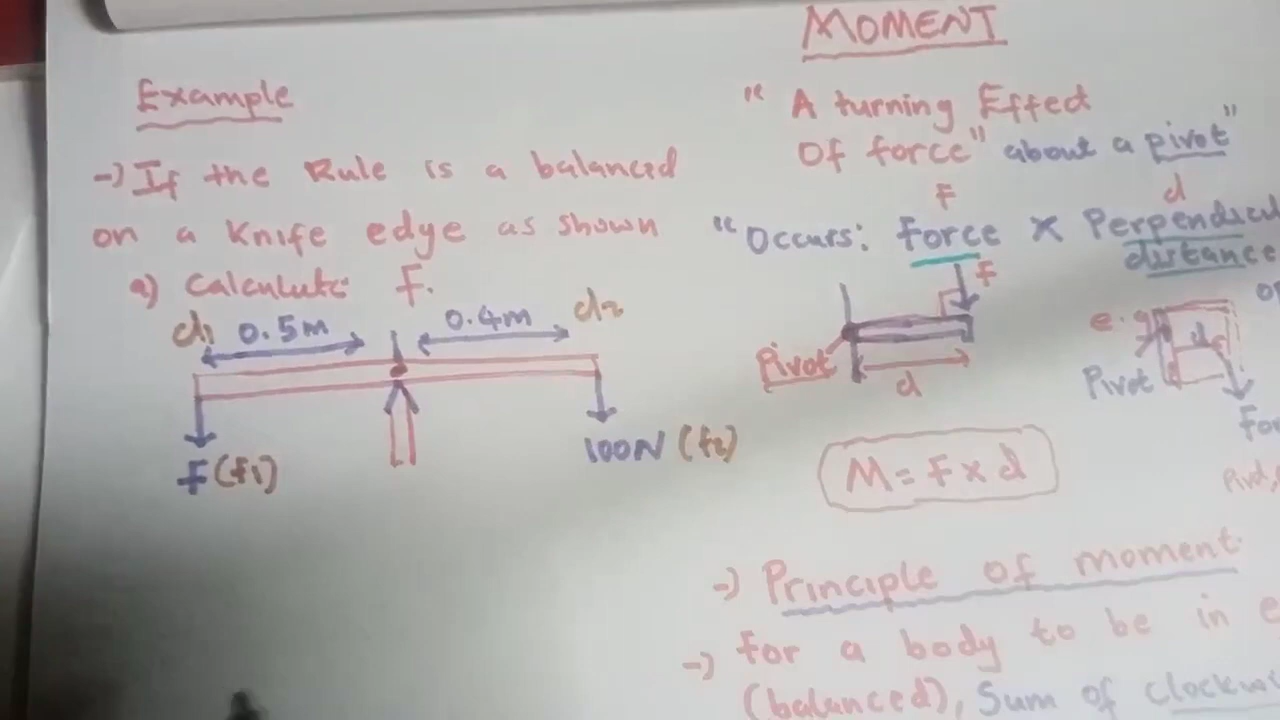 Example
-) If the Rule is a balanced
on a Knife edge as shown
a) Calculate F.
d1 0.5m 0.4m d2
F(f1)
100N (f2)
MOMENT
" A turning Effect
Of force" about a pivot"
F d
"Occurs: Force x
distance
F
Pivot
d
e.g
d
Pivot
M = F x d
-) Principle of moment
-) for a body to be in
(balanced), Sum of